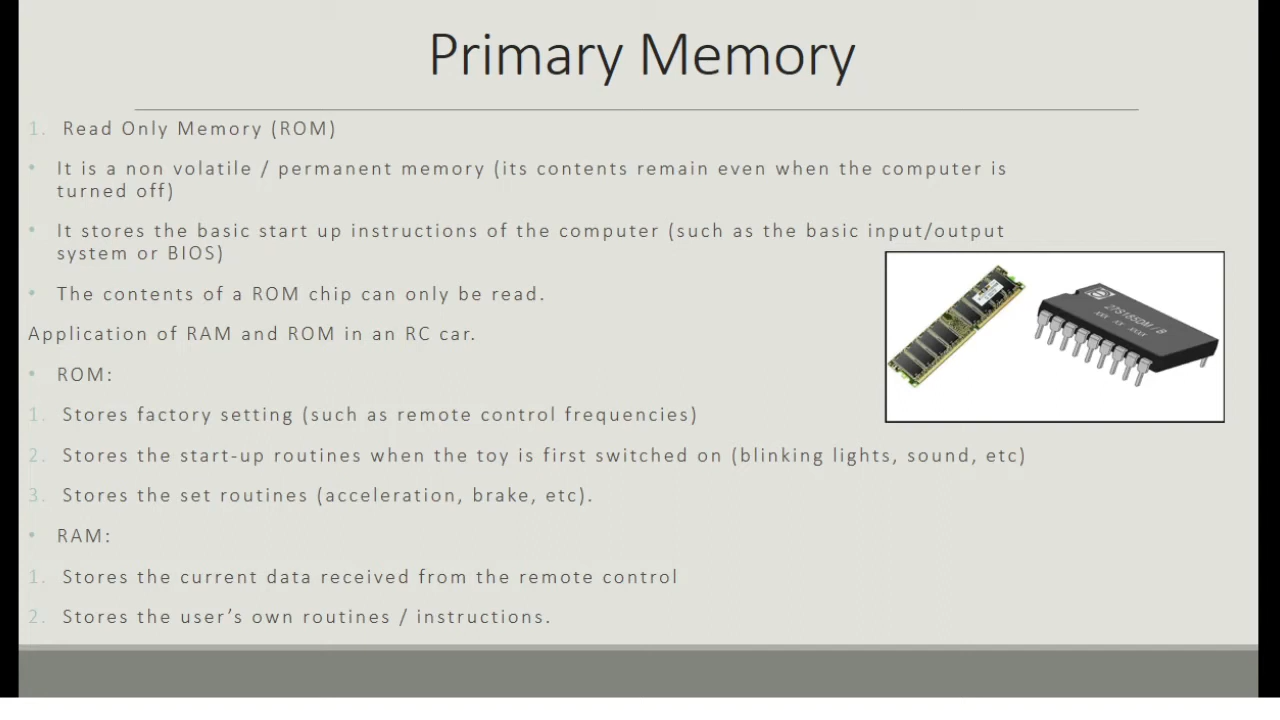 Primary Memory
1. Read Only Memory (ROM)
• It is a non volatile / permanent memory (its contents remain even when the computer is
turned off)
• It stores the basic start up instructions of the computer (such as the basic input/output
system or BIOS)
• The contents of a ROM chip can only be read.
Application of RAM and ROM in an RC car.
• ROM:
1. Stores factory setting (such as remote control frequencies)
2. Stores the start-up routines when the toy is first switched on (blinking lights, sound, etc)
3. Stores the set routines (acceleration, brake, etc).
• RAM:
1. Stores the current data received from the remote control
2. Stores the user’s own routines / instructions.